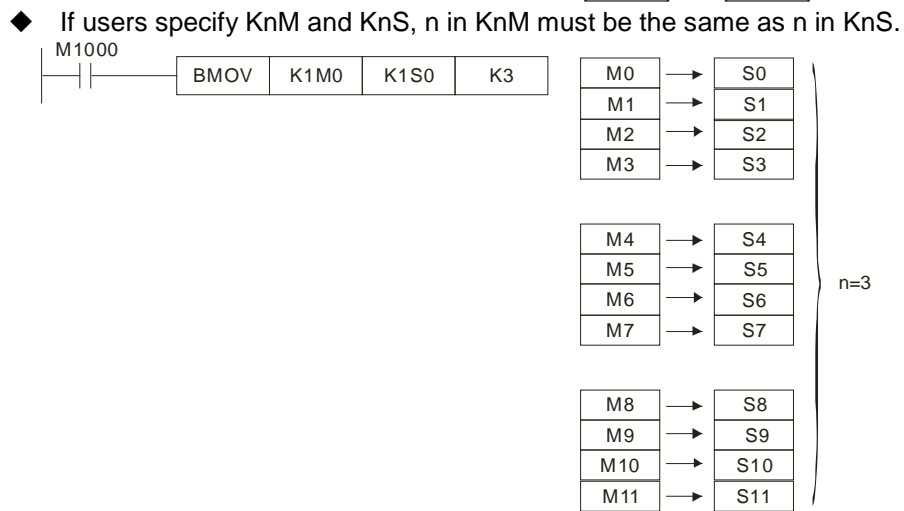 ◆ If users specify KnM and KnS, n in KnM must be the same as n in KnS.
M1000
BMOV K1M0 K1S0 K3
M0 S0
M1 S1
M2 S2
M3 S3
M4 S4
M5 S5
M6 S6
M7 S7
n=3
M8 S8
M9 S9
M10 S10
M11 S11